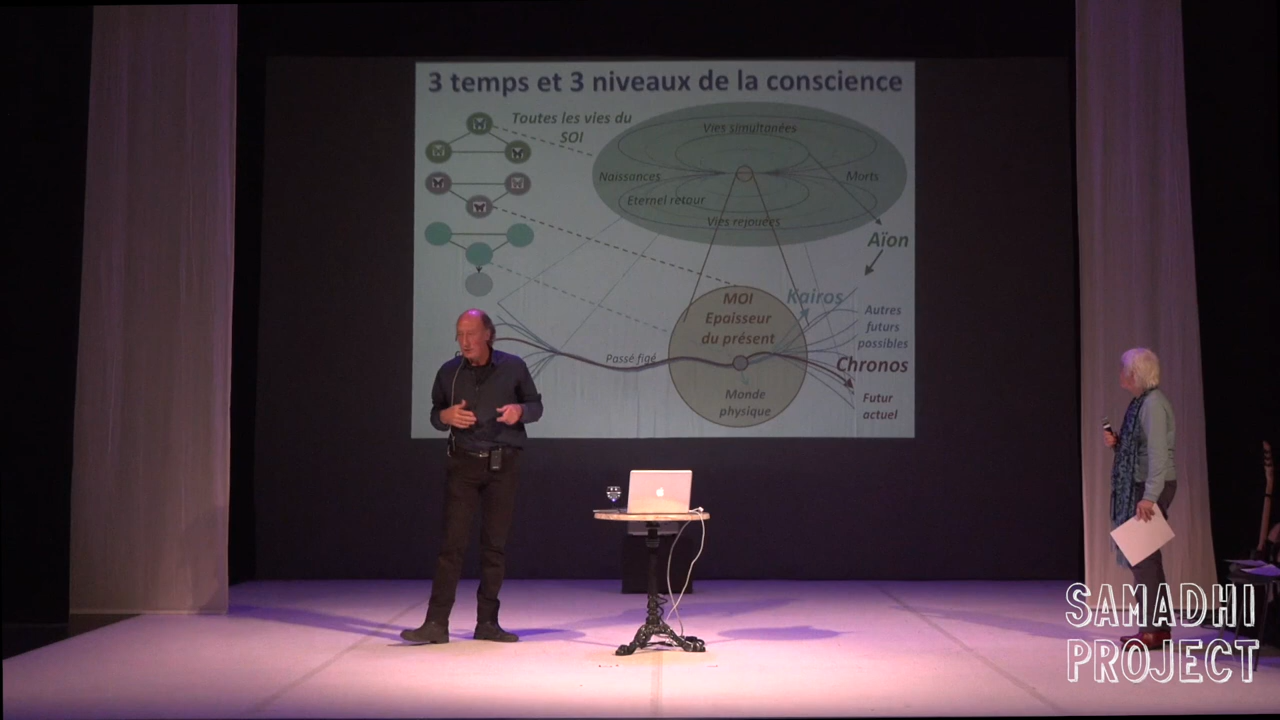 3 temps et 3 niveaux de la conscience
Toutes les vies du
SOI
Vies simultanées
Naissances
Morts
Eternel retour
Vies rejouées
Aïon
MOI
Epaisseur
du présent
Kairos
Autres
futurs
possibles
Passé figé
Chronos
Monde
physique
Futur
actuel
SAMADHI
PROJECT